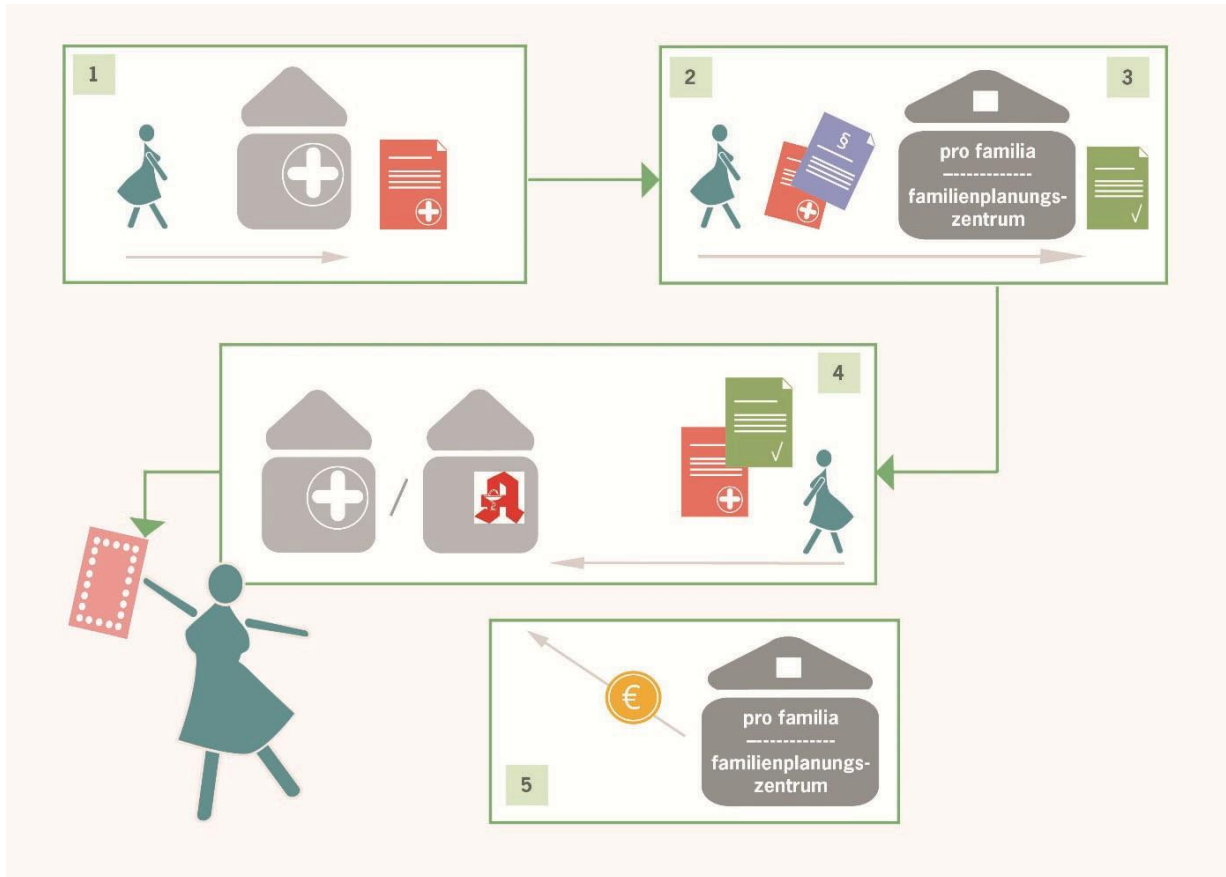 1
2
3
§
pro familia
-------------
familienplanungs-
zentrum
√
4
√
/
A
€
pro familia
-------------
familienplanungs-
zentrum
5